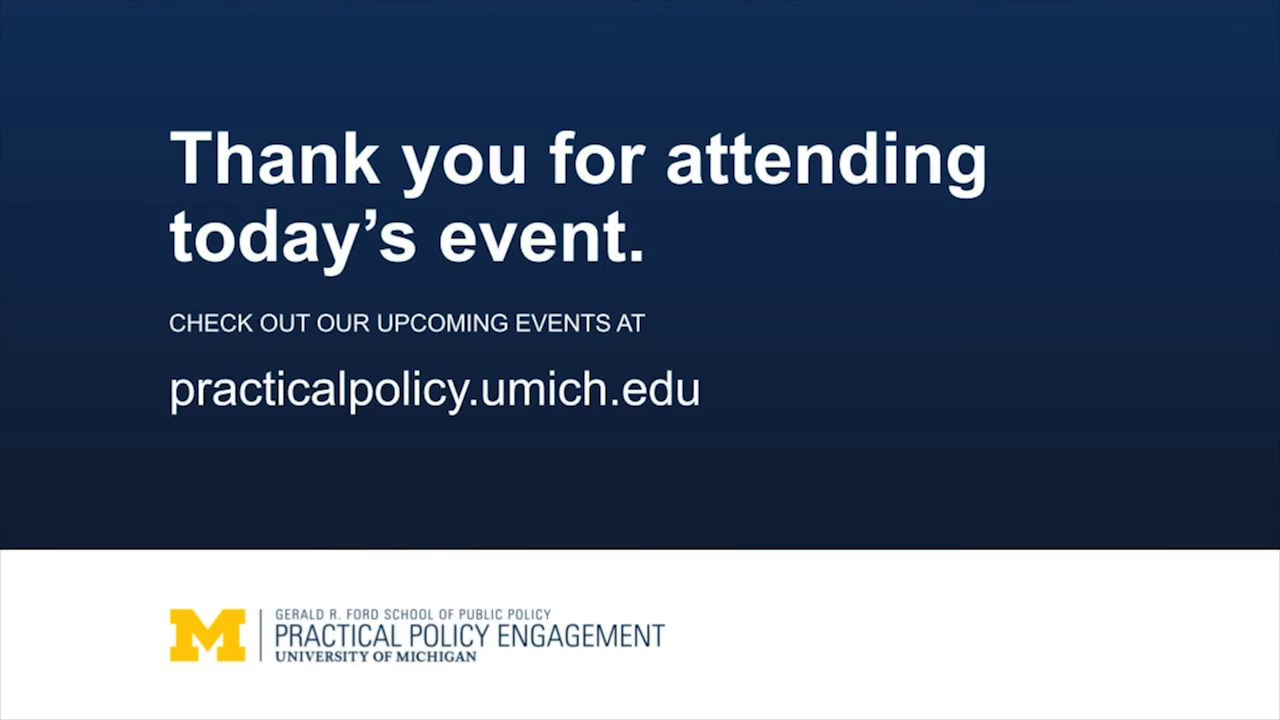 Thank you for attending
today’s event.
CHECK OUT OUR UPCOMING EVENTS AT
practicalpolicy.umich.edu
M
GERALD R. FORD SCHOOL OF PUBLIC POLICY
PRACTICAL POLICY ENGAGEMENT
UNIVERSITY OF MICHIGAN